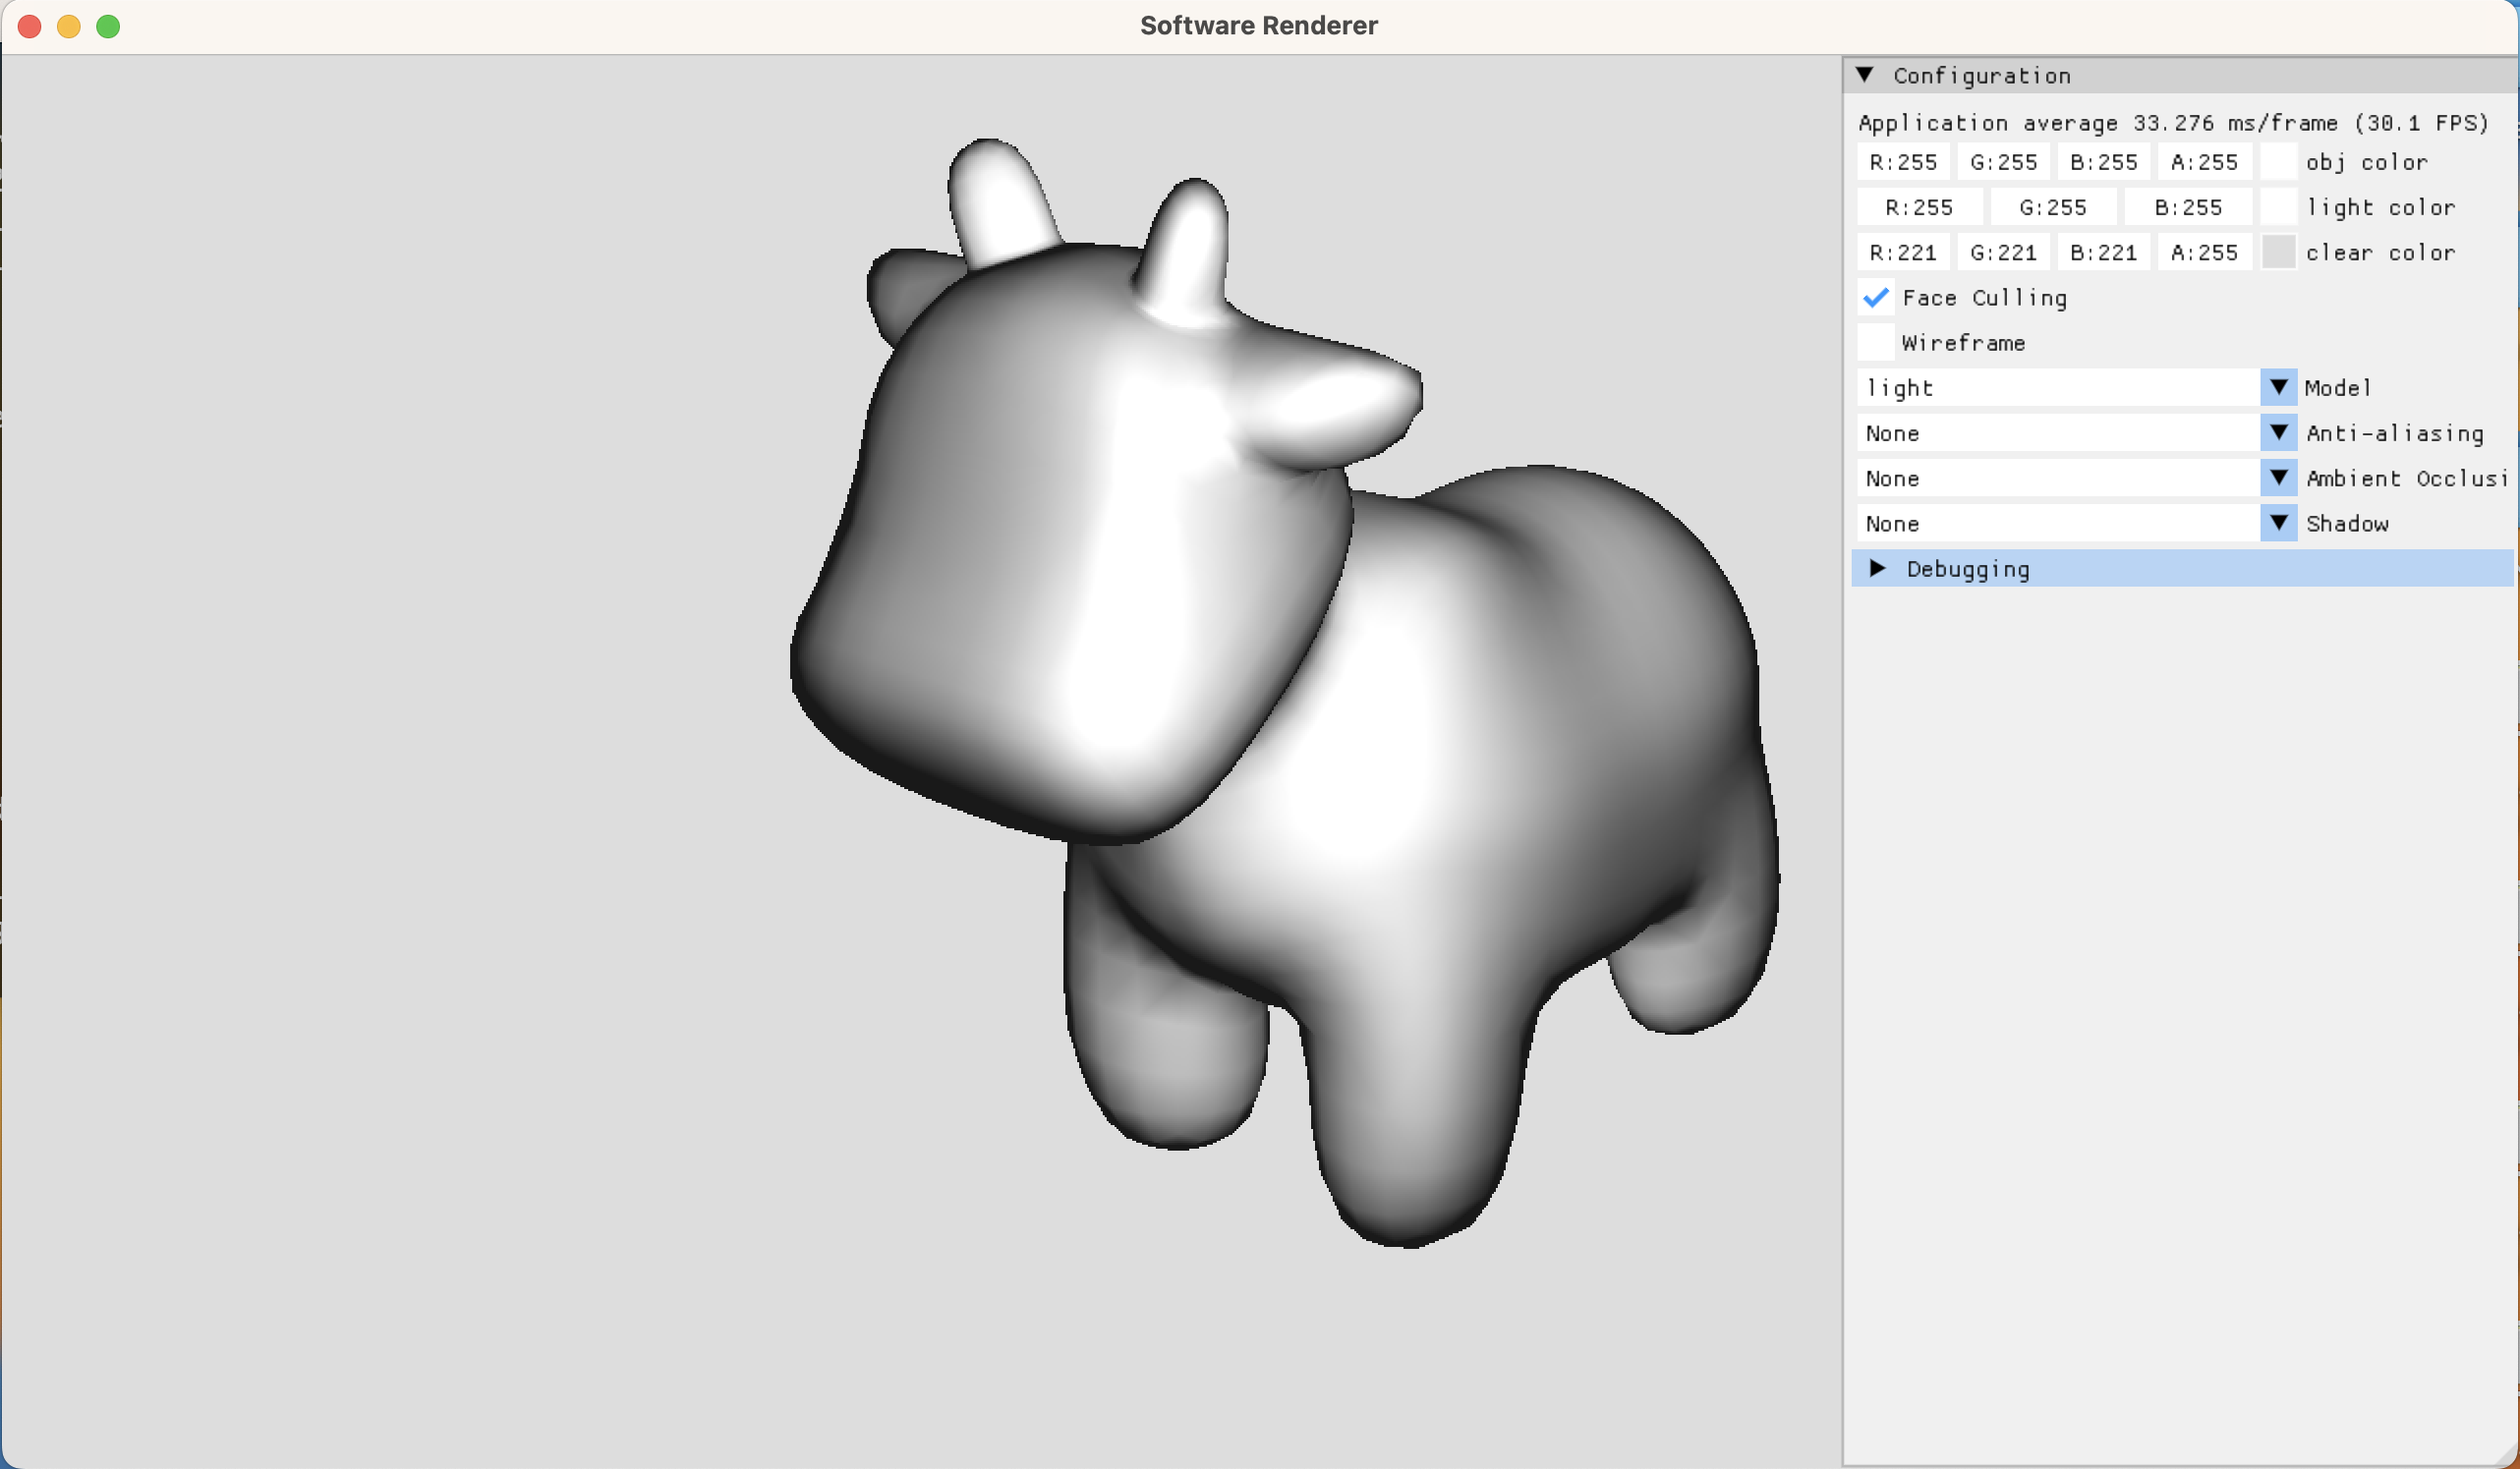 Software Renderer
Configuration
Application average 33.276 ms/frame (30.1 FPS)
R:255 G:255 B:255 A:255 obj color
R:255 G:255 B:255 light color
R:221 G:221 B:221 A:255 clear color
Face Culling
Wireframe
light Model
None Anti-aliasing
None Ambient Occlusi
None Shadow
Debugging